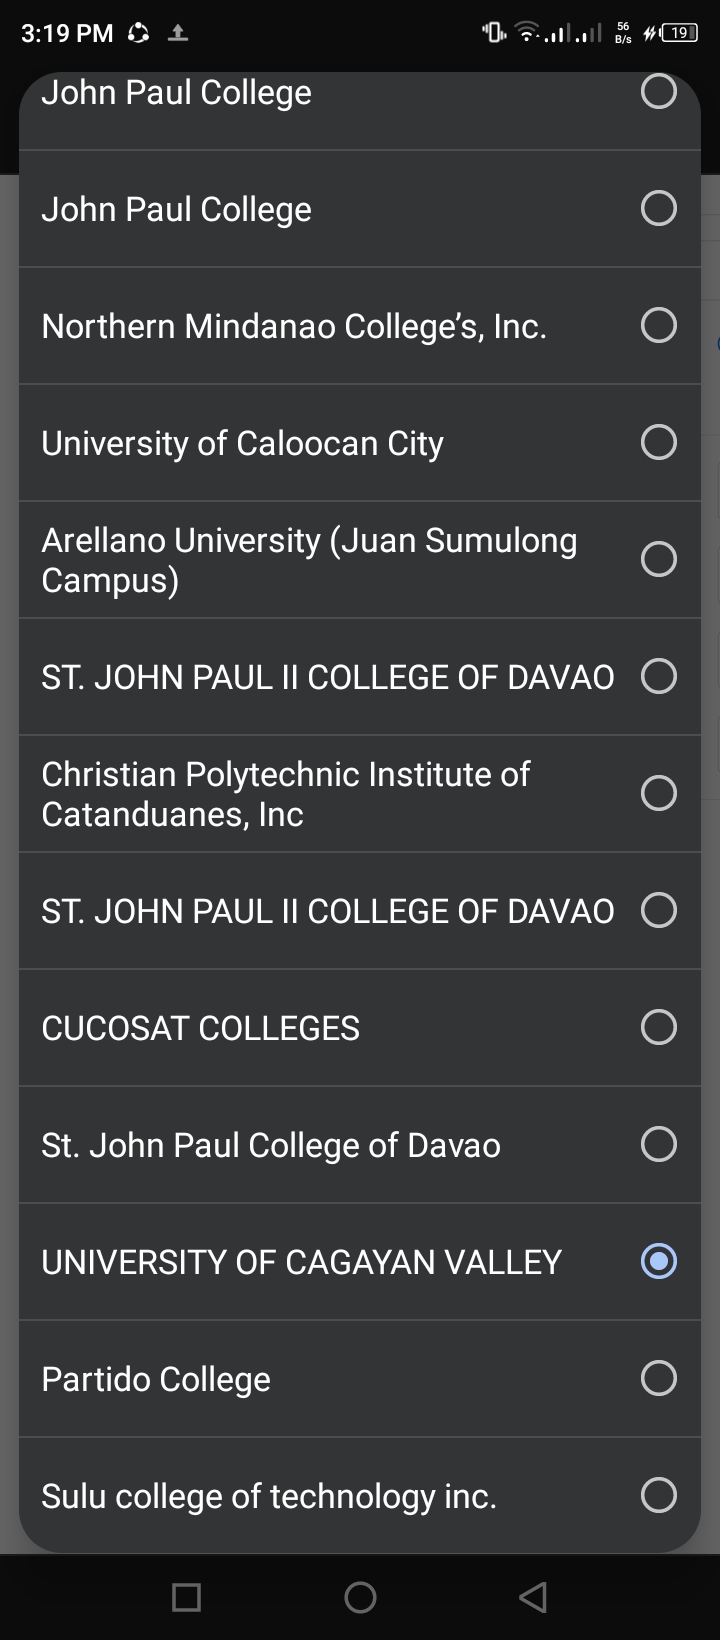 3:19 PM
56
B/s
19
John Paul College
John Paul College
Northern Mindanao College’s, Inc.
University of Caloocan City
Arellano University (Juan Sumulong
Campus)
ST. JOHN PAUL II COLLEGE OF DAVAO
Christian Polytechnic Institute of
Catanduanes, Inc
ST. JOHN PAUL II COLLEGE OF DAVAO
CUCOSAT COLLEGES
St. John Paul College of Davao
UNIVERSITY OF CAGAYAN VALLEY
Partido College
Sulu college of technology inc.